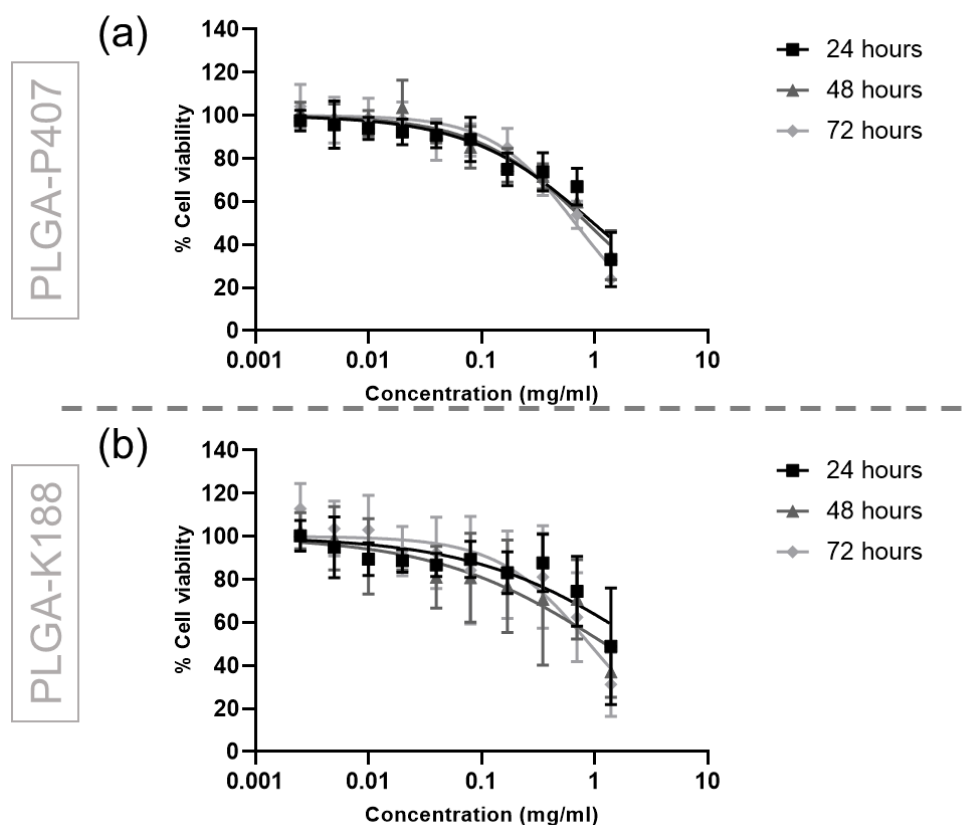 (a)
PLGA-P407
% Cell viability
140
120
100
80
60
40
20
0
0.001
0.01
0.1
1
10
Concentration (mg/ml)
24 hours
48 hours
72 hours
(b)
PLGA-K188
% Cell viability
140
120
100
80
60
40
20
0
0.001
0.01
0.1
1
10
Concentration (mg/ml)
24 hours
48 hours
72 hours